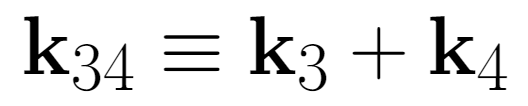 𝐤₃₄ ≡ 𝐤₃ + 𝐤₄